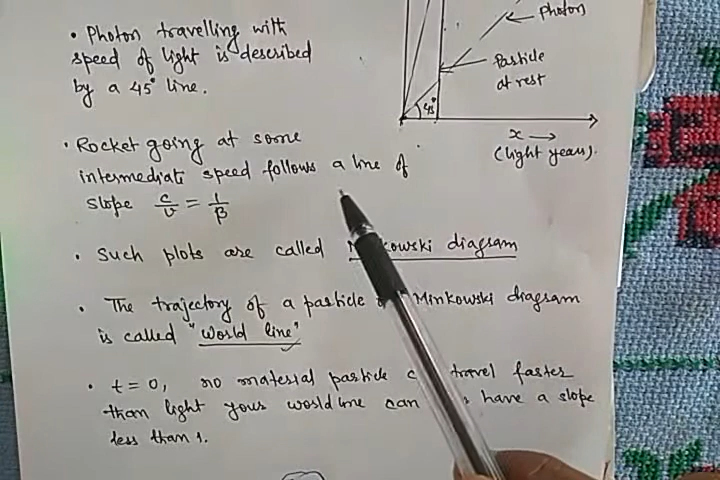 • Photon travelling with
speed of light is described
by a 45° line.
Photon
Particle
at rest
45°
x →
(light years).
• Rocket going at some
intermediate speed follows a line of
slope c/v = 1/β
• Such plots are called kowski diagram
• The trajectory of a particle Minkowski diagram
is called "World line"
• t=0, no material particle travel faster
than light your worldline can have a slope
less than 1.